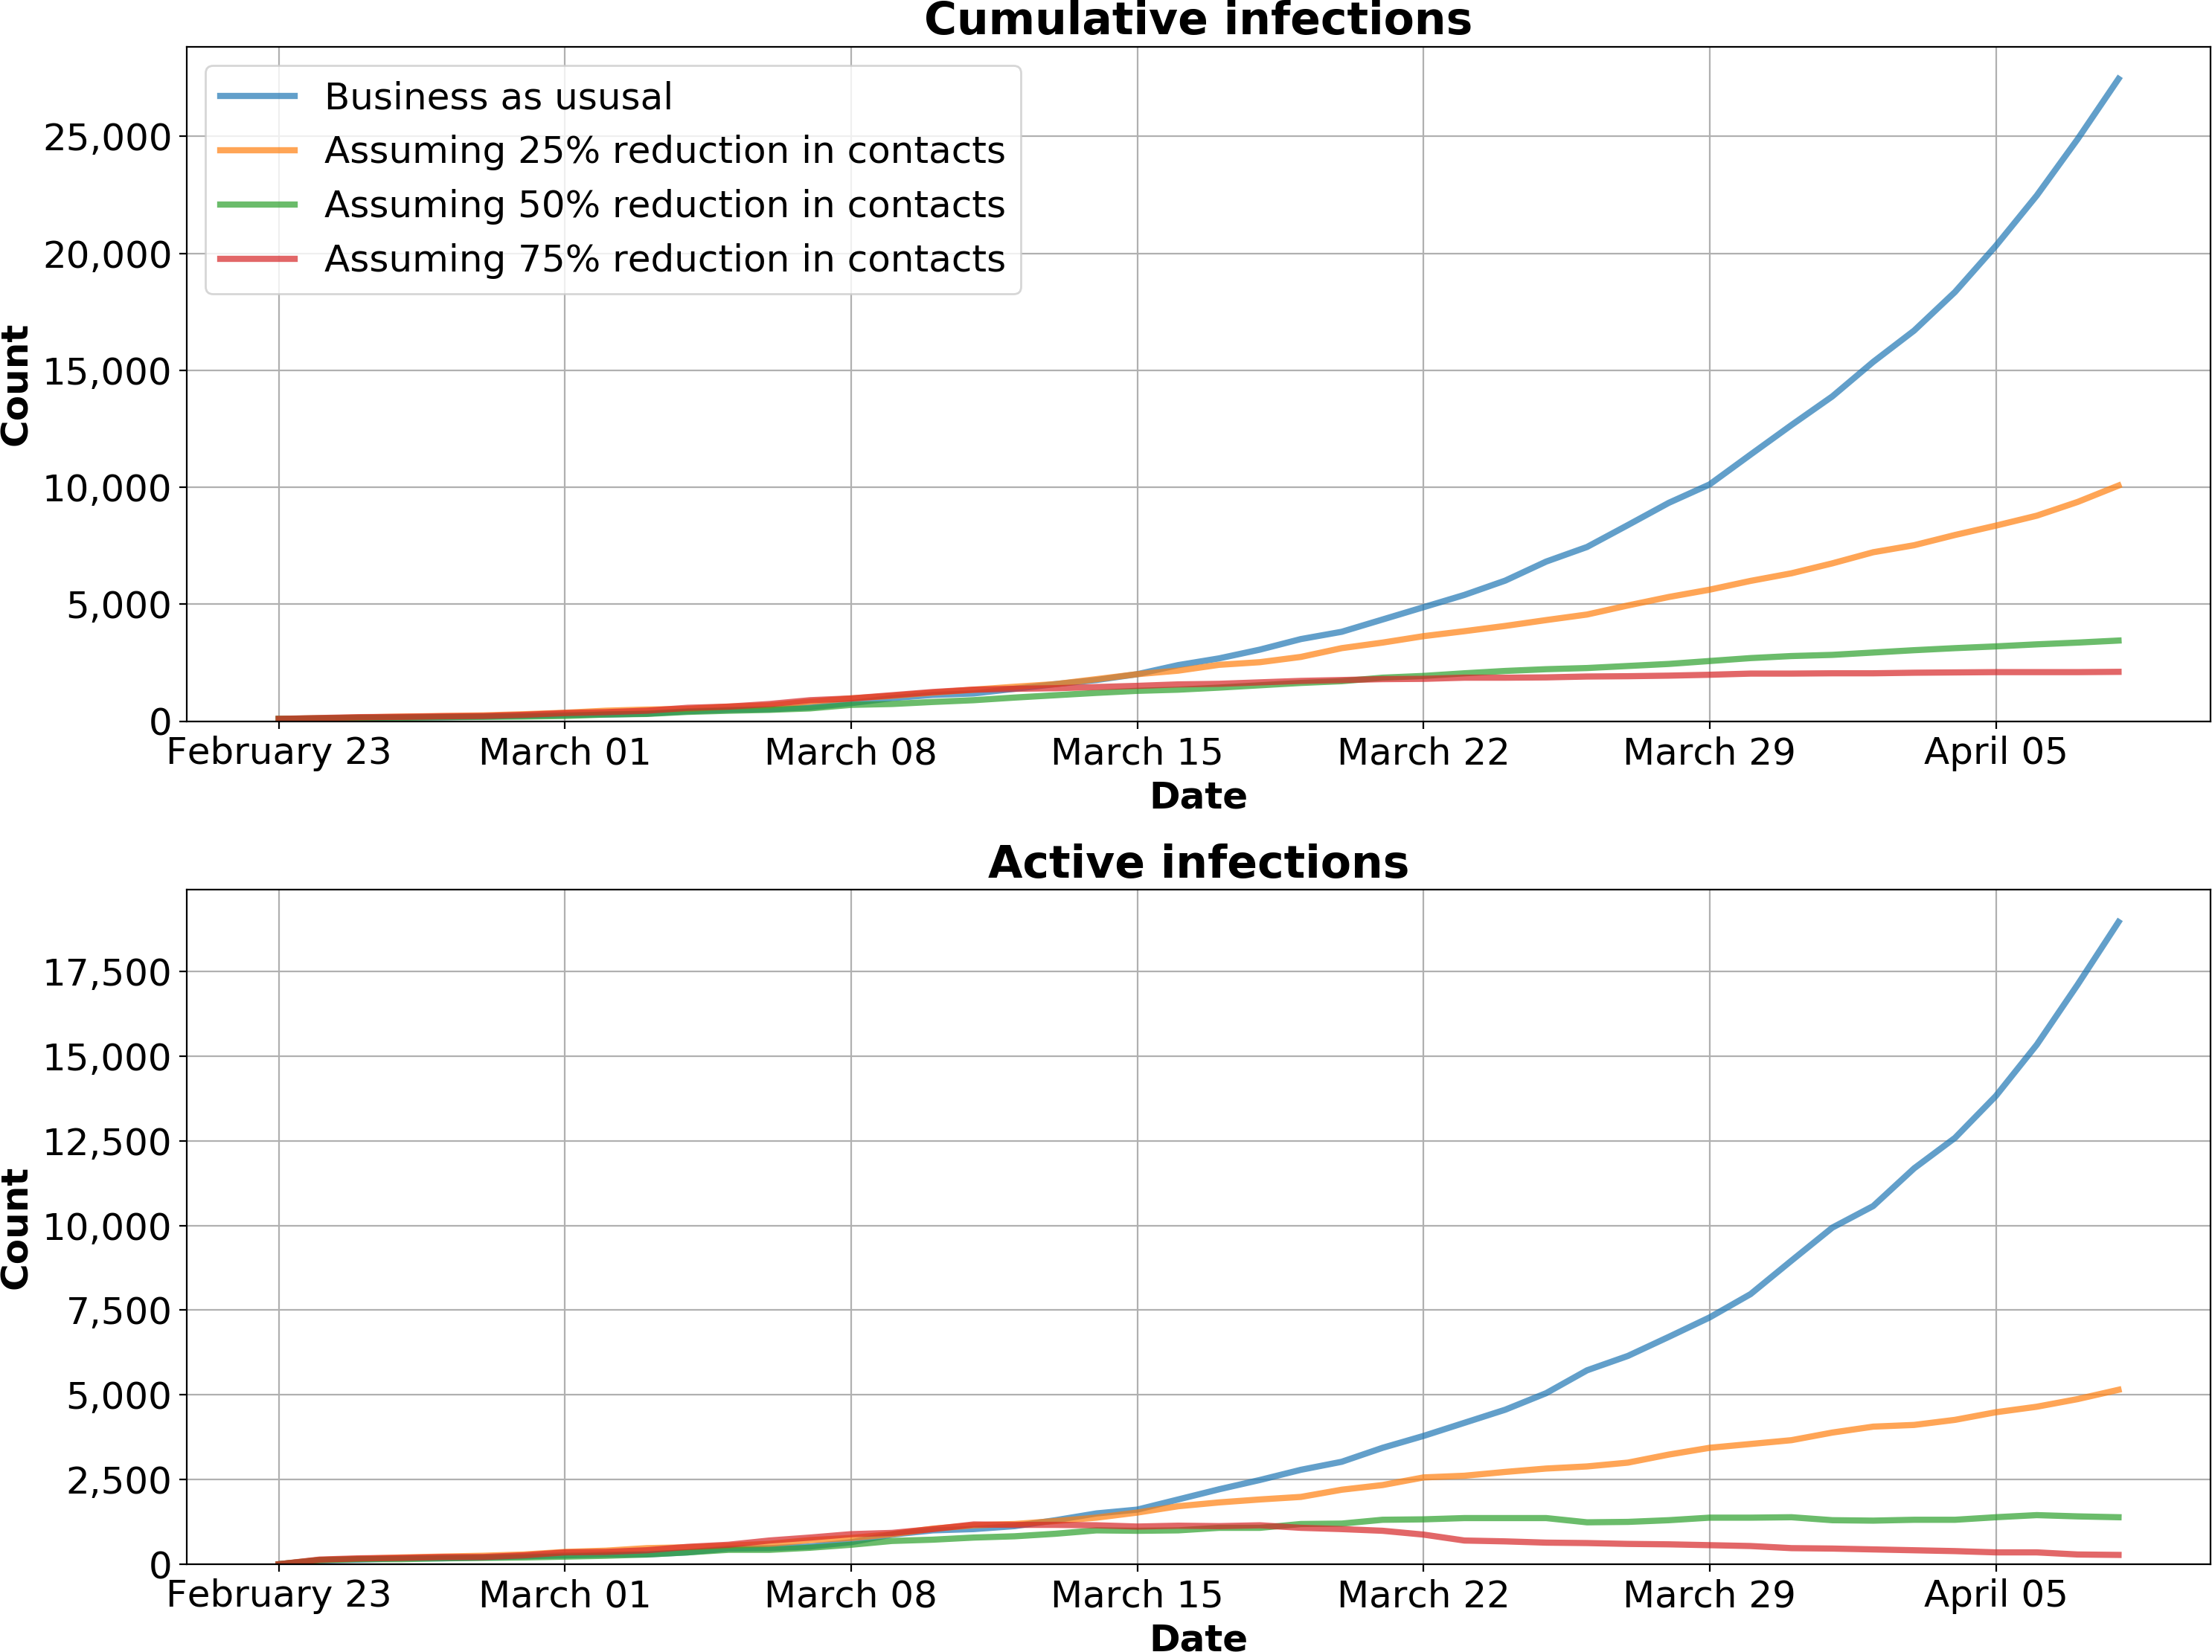 Cumulative infections
Business as ususal
Assuming 25% reduction in contacts
Assuming 50% reduction in contacts
Assuming 75% reduction in contacts
25,000
20,000
15,000
10,000
5,000
0
Count
February 23 March 01 March 08 March 15 March 22 March 29 April 05
Date
Active infections
17,500
15,000
12,500
10,000
7,500
5,000
2,500
0
Count
February 23 March 01 March 08 March 15 March 22 March 29 April 05
Date